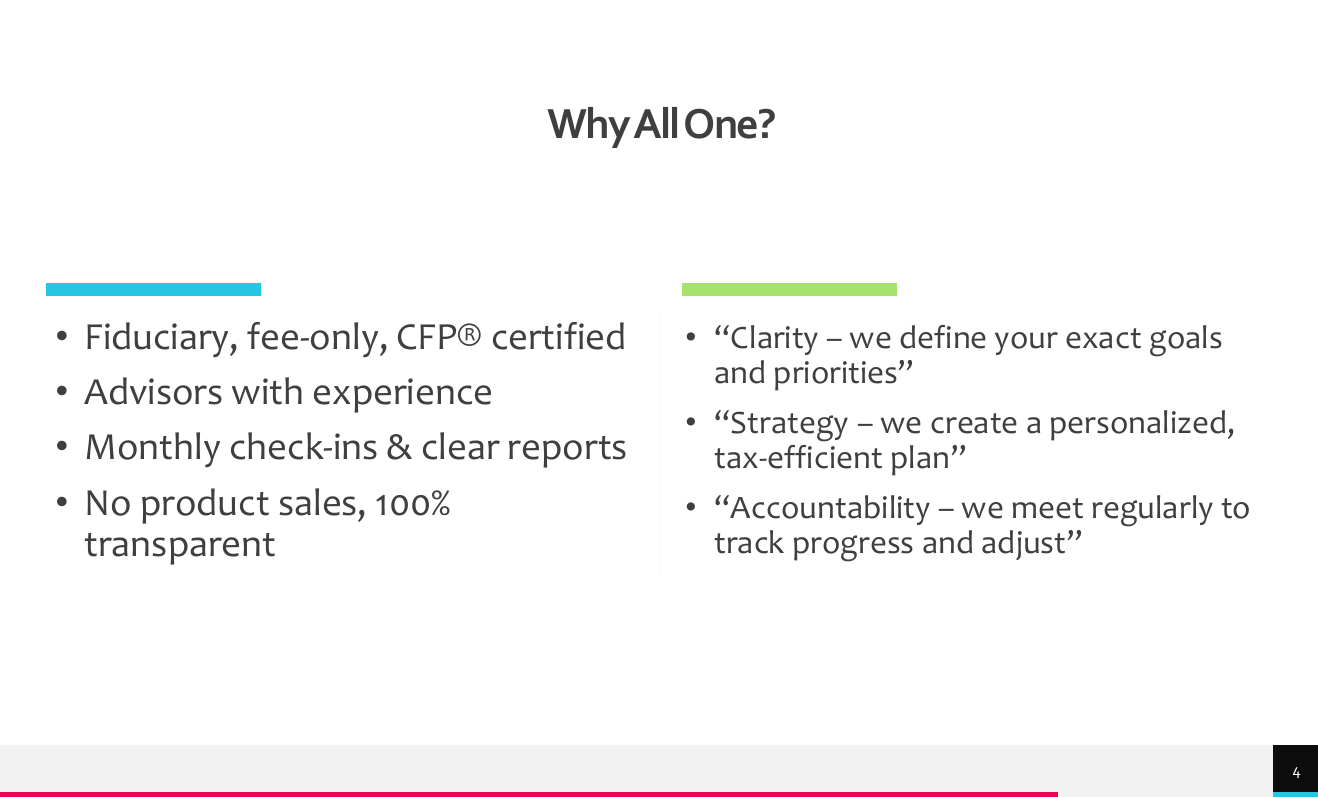 Why All One?
• Fiduciary, fee-only, CFP® certified
• Advisors with experience
• Monthly check-ins & clear reports
• No product sales, 100%
transparent
• “Clarity – we define your exact goals
and priorities”
• “Strategy – we create a personalized,
tax-efficient plan”
• “Accountability – we meet regularly to
track progress and adjust”
4